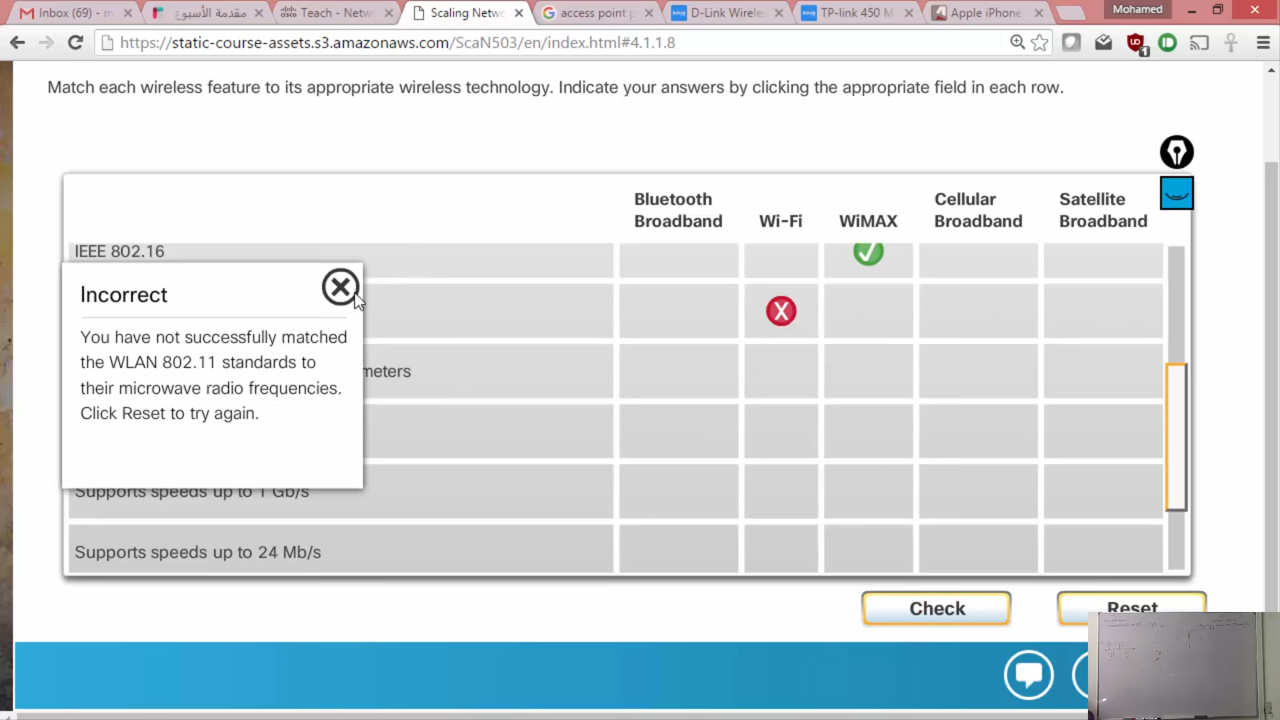 Inbox (69) - m
مقدمة الأسبوع
Teach - Netw
Scaling Netwo
access point p
D-Link Wirele
TP-link 450 M
Apple iPhone
Mohamed
https://static-course-assets.s3.amazonaws.com/ScaN503/en/index.html#4.1.1.8
Match each wireless feature to its appropriate wireless technology. Indicate your answers by clicking the appropriate field in each row.
Bluetooth Broadband
Wi-Fi
WiMAX
Cellular Broadband
Satellite Broadband
IEEE 802.16
Incorrect
You have not successfully matched
the WLAN 802.11 standards to
their microwave radio frequencies.
Click Reset to try again.
meters
Supports speeds up to 1 Gb/s
Supports speeds up to 24 Mb/s
Check
Reset